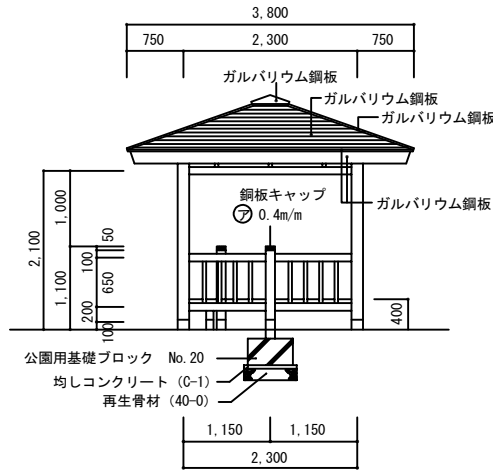 3,800
750
2,300
750
ガルバリウム鋼板
ガルバリウム鋼板
ガルバリウム鋼板
ガルバリウム鋼板
銅板キャップ
㋐ 0.4m/m
2,100
1,000
1,100
50
100
650
200
100
400
公園用基礎ブロック No.20
均しコンクリート (C-1)
再生骨材 (40-0)
1,150
1,150
2,300